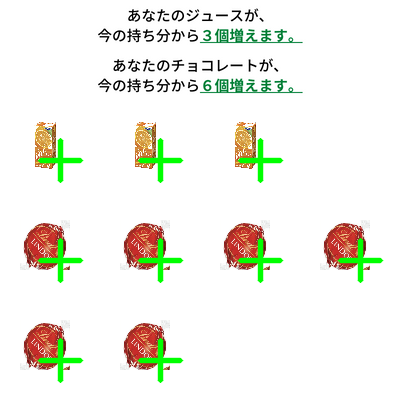 あなたのジュースが、
今の持ち分から３個増えます。
あなたのチョコレートが、
今の持ち分から６個増えます。